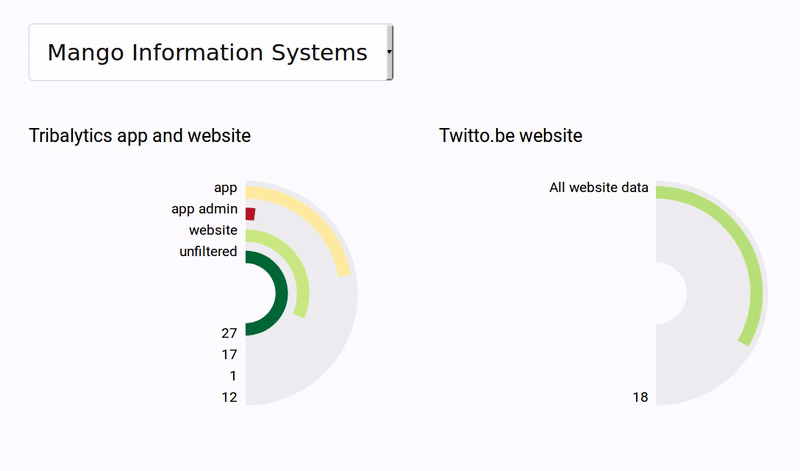 Mango Information Systems
Tribalytics app and website
app
app admin
website
unfiltered
27
17
1
12
Twitto.be website
All website data
18